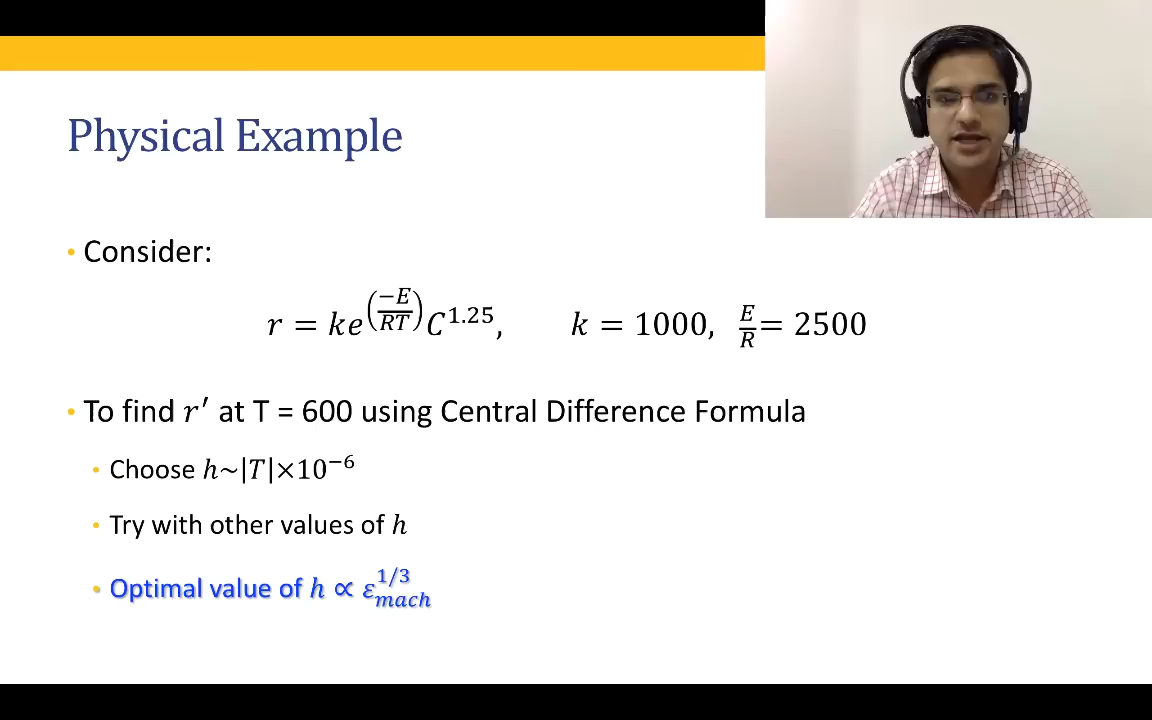 Physical Example
• Consider:
r = ke^(−E/RT) C^1.25, k = 1000, E/R = 2500
• To find r′ at T = 600 using Central Difference Formula
• Choose h~|T|×10^−6
• Try with other values of h
• Optimal value of h ∝ ε_mach^1/3